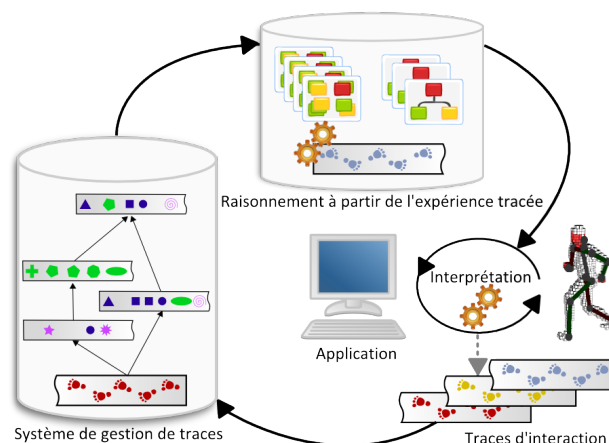 Raisonnement à partir de l'expérience tracée
Interprétation
Application
Système de gestion de traces
Traces d'interaction